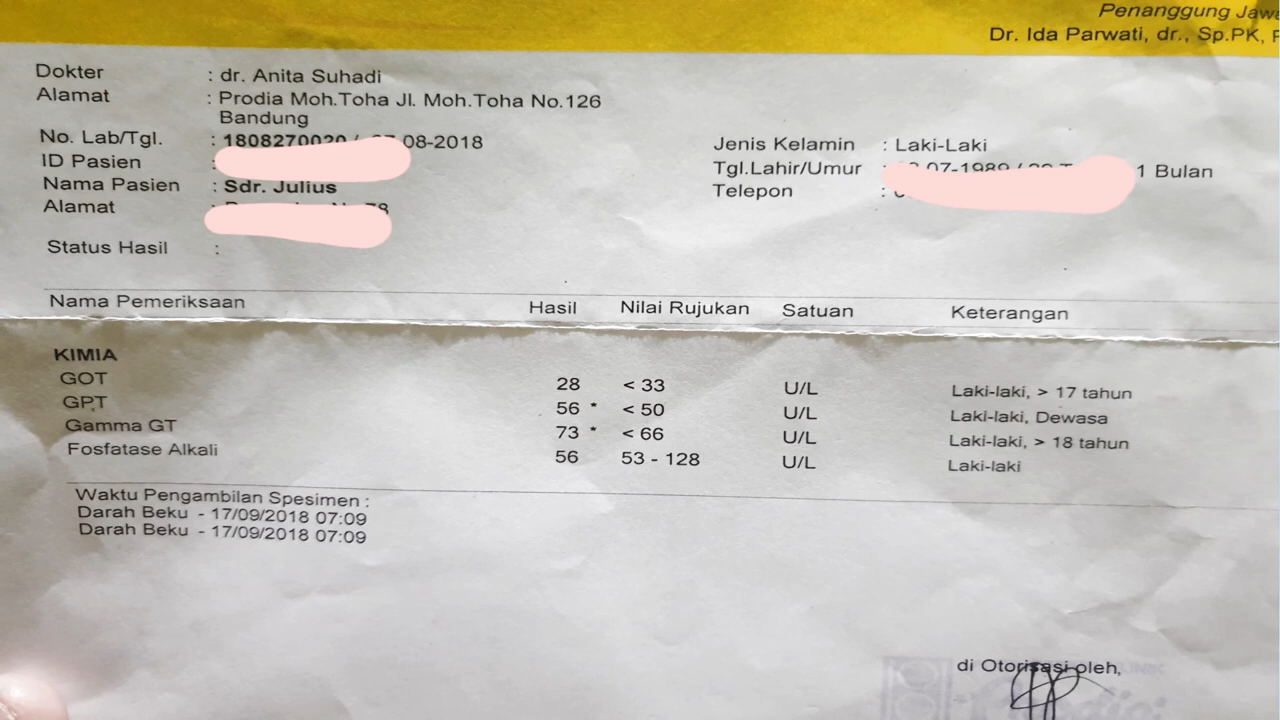 Penanggung Jawa
Dr. Ida Parwati, dr., Sp.PK,
Dokter : dr. Anita Suhadi
Alamat : Prodia Moh.Toha Jl. Moh.Toha No.126
Bandung
No. Lab/Tgl. : 1808270020 / 08-2018
ID Pasien :
Nama Pasien : Sdr. Julius
Alamat :
Status Hasil :
Jenis Kelamin : Laki-Laki
Tgl.Lahir/Umur : 07-1989 / 1 Bulan
Telepon :
Nama Pemeriksaan Hasil Nilai Rujukan Satuan Keterangan
KIMIA
GOT 28 < 33 U/L Laki-laki, > 17 tahun
GPT 56 * < 50 U/L Laki-laki, Dewasa
Gamma GT 73 * < 66 U/L Laki-laki, > 18 tahun
Fosfatase Alkali 56 53 - 128 U/L Laki-laki
Waktu Pengambilan Spesimen :
Darah Beku - 17/09/2018 07:09
Darah Beku - 17/09/2018 07:09
di Otorisasi oleh,